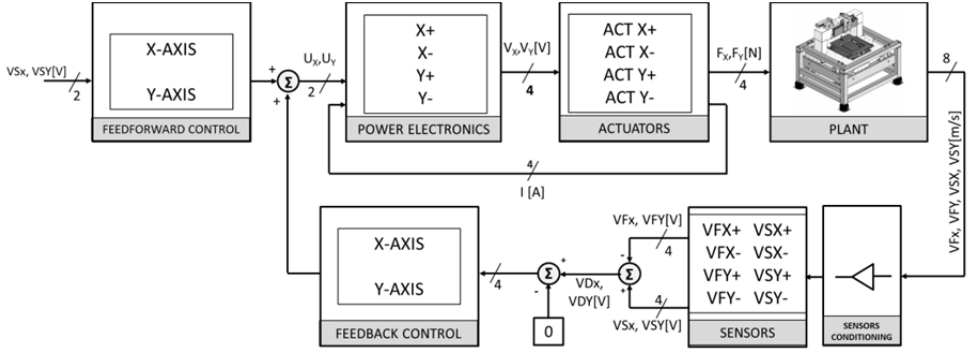 VSx, VSY[V]
2
X-AXIS
Y-AXIS
FEEDFORWARD CONTROL
+
+
Σ
UX,UY
2
X+
X-
Y+
Y-
POWER ELECTRONICS
VX,VY[V]
4
ACT X+
ACT X-
ACT Y+
ACT Y-
ACTUATORS
FX,FY[N]
4
PLANT
8
VFx, VFY, VSX, VSY[m/s]
4
I [A]
X-AXIS
Y-AXIS
FEEDBACK CONTROL
4
Σ
+
-
0
VDx,
VDY[V]
Σ
-
+
VFx, VFY[V]
4
4
VSx, VSY[V]
VFX+ VSX+
VFX- VSX-
VFY+ VSY+
VFY- VSY-
SENSORS
SENSORS
CONDITIONING